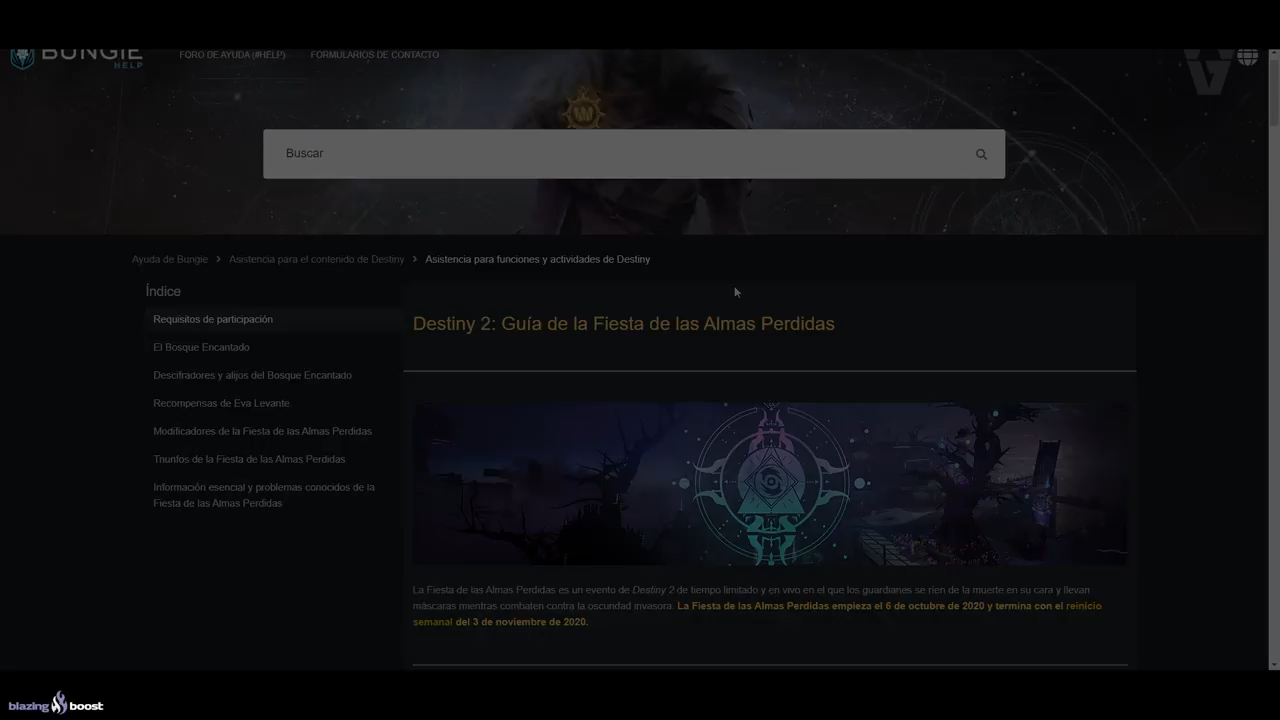 BUNGIE
HELP
FORO DE AYUDA (#HELP)
FORMULARIOS DE CONTACTO
Buscar
Ayuda de Bungie > Asistencia para el contenido de Destiny > Asistencia para funciones y actividades de Destiny
Índice
Requisitos de participación
El Bosque Encantado
Descifradores y alijos del Bosque Encantado
Recompensas de Eva Levante
Modificadores de la Fiesta de las Almas Perdidas
Triunfos de la Fiesta de las Almas Perdidas
Información esencial y problemas conocidos de la
Fiesta de las Almas Perdidas
Destiny 2: Guía de la Fiesta de las Almas Perdidas
La Fiesta de las Almas Perdidas es un evento de Destiny 2 de tiempo limitado y en vivo en el que los guardianes se ríen de la muerte en su cara y llevan
máscaras mientras combaten contra la oscuridad invasora. La Fiesta de las Almas Perdidas empieza el 6 de octubre de 2020 y termina con el reinicio
semanal del 3 de noviembre de 2020.
blazing boost